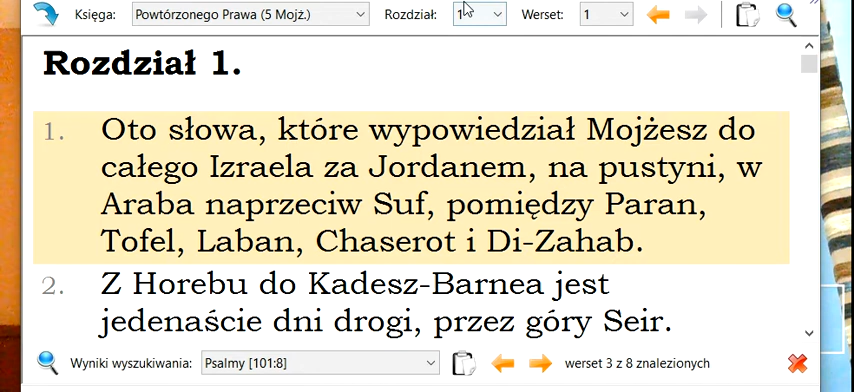 Księga: Powtórzonego Prawa (5 Mojż.) Rozdział: 1 Werset: 1
Rozdział 1.
1. Oto słowa, które wypowiedział Mojżesz do
całego Izraela za Jordanem, na pustyni, w
Araba naprzeciw Suf, pomiędzy Paran,
Tofel, Laban, Chaserot i Di-Zahab.
2. Z Horebu do Kadesz-Barnea jest
jedenaście dni drogi, przez góry Seir.
Wyniki wyszukiwania: Psalmy [101:8] werset 3 z 8 znalezionych